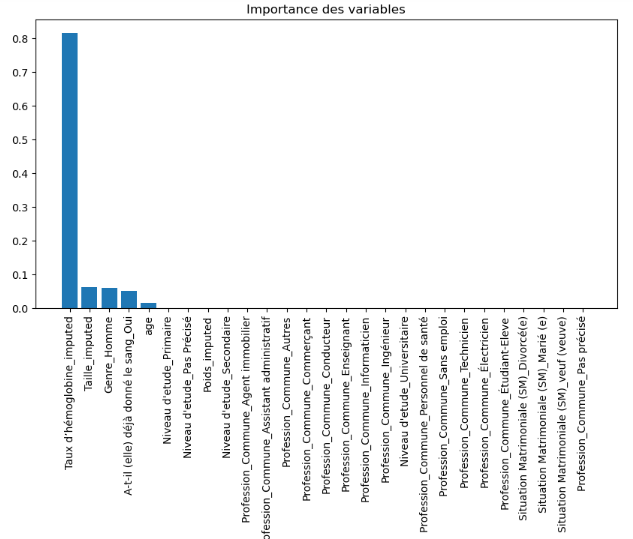 Importance des variables
0.8
0.7
0.6
0.5
0.4
0.3
0.2
0.1
0.0
Taux d'hémoglobine_imputed
Taille_imputed
Genre_Homme
A-t-il (elle) déjà donné le sang_Oui
age
Niveau d'etude_Primaire
Niveau d'etude_Pas Précisé
Poids_imputed
Niveau d'etude_Secondaire
Profession_Commune_Agent immobilier
ofession_Commune_Assistant administratif
Profession_Commune_Autres
Profession_Commune_Commerçant
Profession_Commune_Conducteur
Profession_Commune_Enseignant
Profession_Commune_Informaticien
Profession_Commune_Ingénieur
Niveau d'etude_Universitaire
Profession_Commune_Personnel de santé
Profession_Commune_Sans emploi
Profession_Commune_Technicien
Profession_Commune_Électricien
Profession_Commune_Étudiant-Eleve
Situation Matrimoniale (SM)_Divorcé(e)
Situation Matrimoniale (SM)_Marié (e)
Situation Matrimoniale (SM)_veuf (veuve)
Profession_Commune_Pas précisé